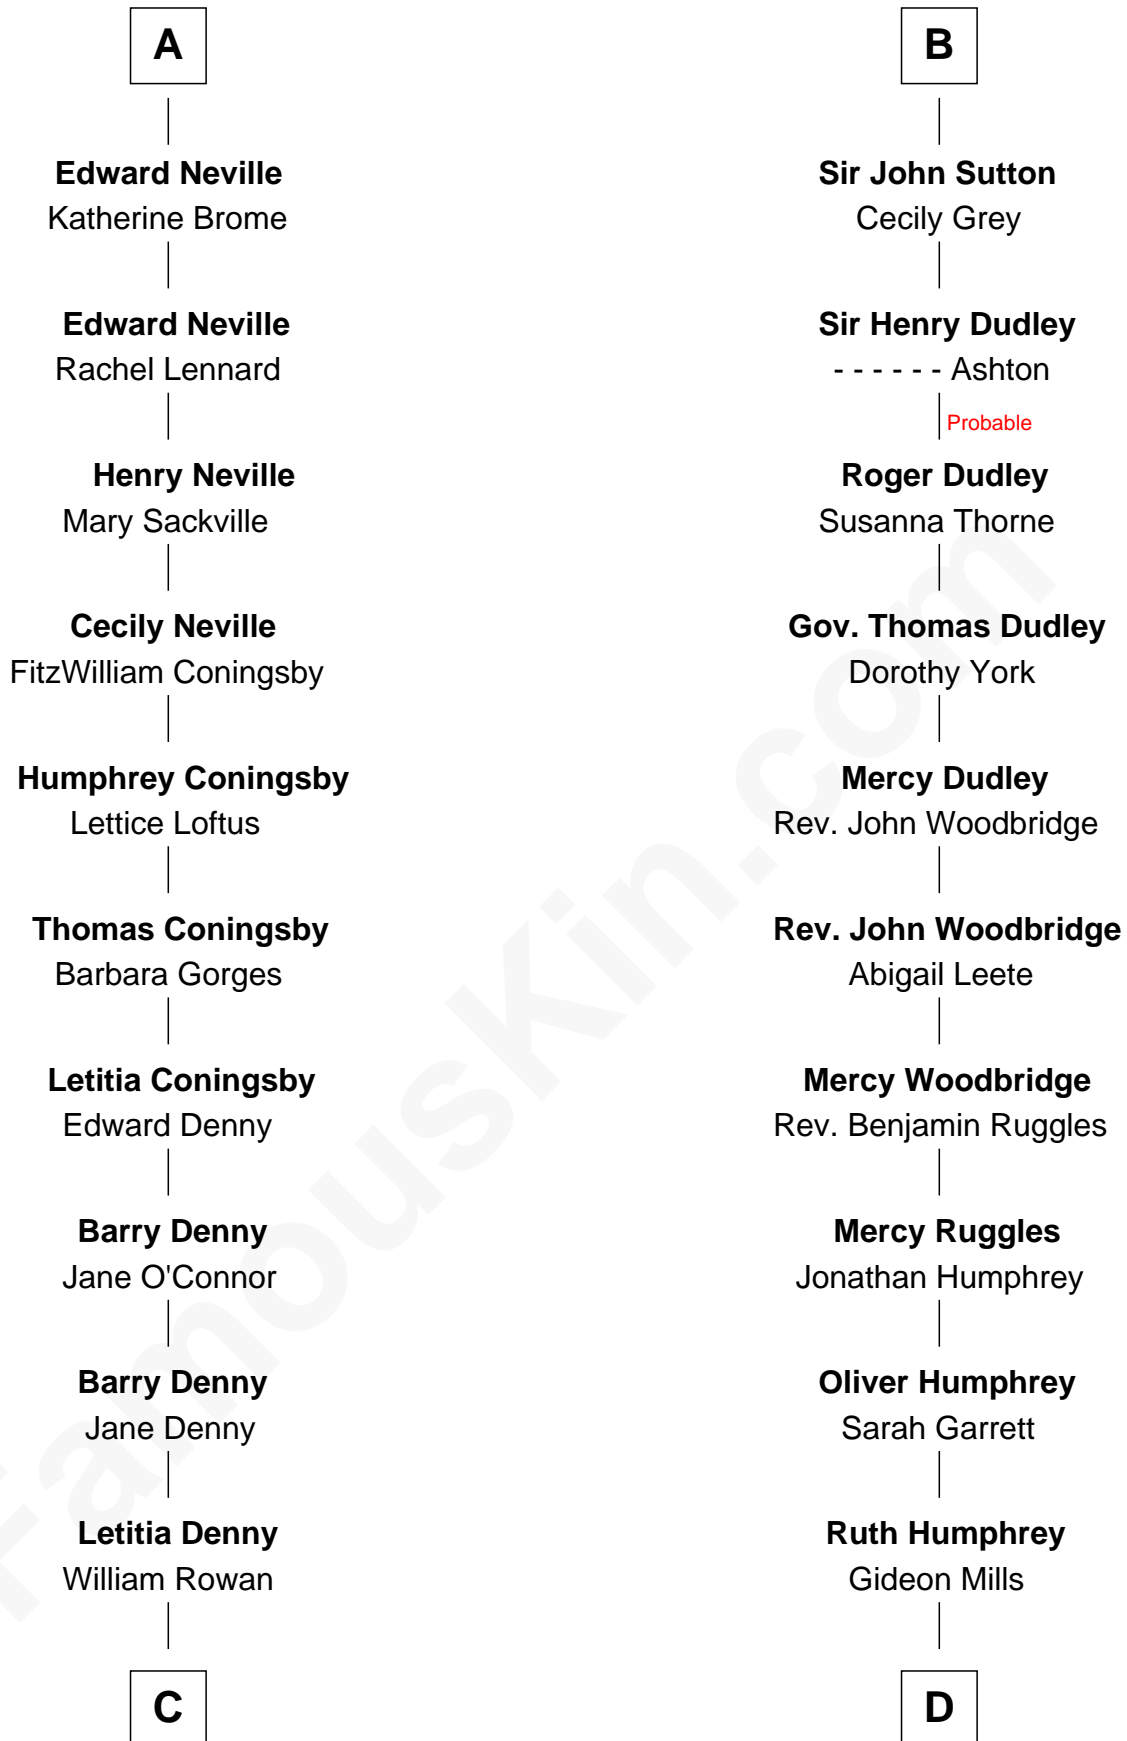 A
Edward Neville
Katherine Brome
Edward Neville
Rachel Lennard
Henry Neville
Mary Sackville
Cecily Neville
FitzWilliam Coningsby
Humphrey Coningsby
Lettice Loftus
Thomas Coningsby
Barbara Gorges
Letitia Coningsby
Edward Denny
Barry Denny
Jane O'Connor
Barry Denny
Jane Denny
Letitia Denny
William Rowan
C
B
Sir John Sutton
Cecily Grey
Sir Henry Dudley
- - - - - - Ashton
Probable
Roger Dudley
Susanna Thorne
Gov. Thomas Dudley
Dorothy York
Mercy Dudley
Rev. John Woodbridge
Rev. John Woodbridge
Abigail Leete
Mercy Woodbridge
Rev. Benjamin Ruggles
Mercy Ruggles
Jonathan Humphrey
Oliver Humphrey
Sarah Garrett
Ruth Humphrey
Gideon Mills
D
FamousKin.com